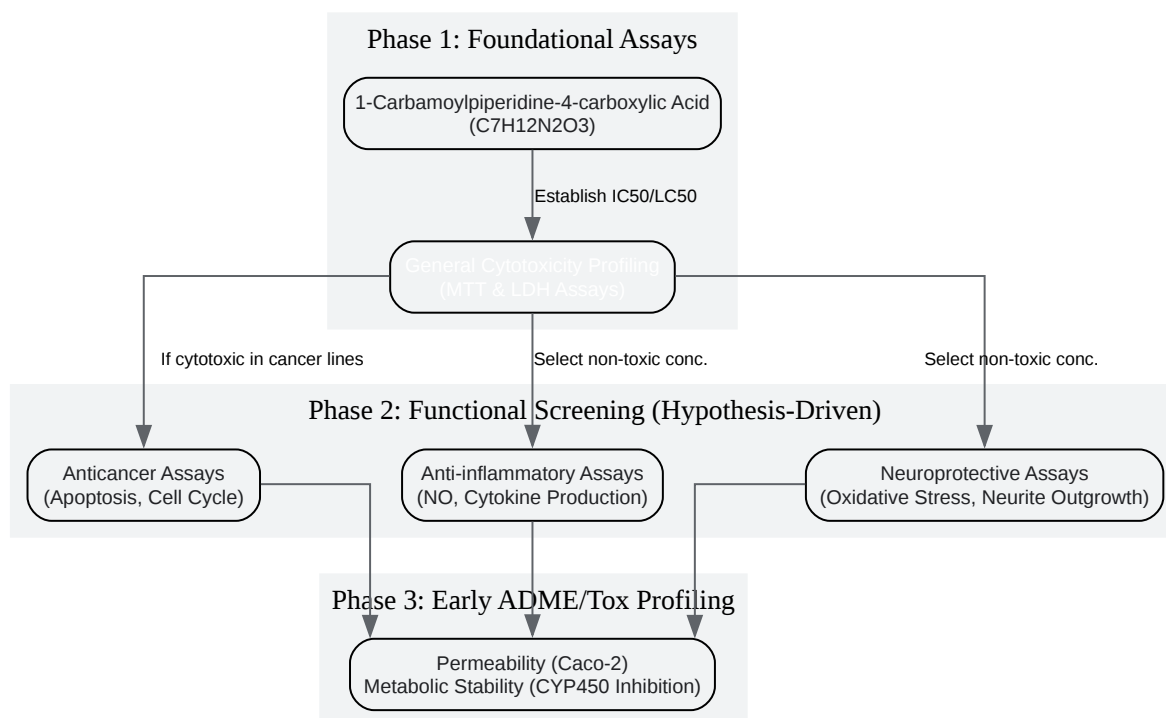 Phase 1: Foundational Assays
1-Carbamoylpiperidine-4-carboxylic Acid
(C7H12N2O3)
Establish IC50/LC50
General Cytotoxicity Profiling
(MTT & LDH Assays)
If cytotoxic in cancer lines
Select non-toxic conc.
Select non-toxic conc.
Phase 2: Functional Screening (Hypothesis-Driven)
Anticancer Assays
(Apoptosis, Cell Cycle)
Anti-inflammatory Assays
(NO, Cytokine Production)
Neuroprotective Assays
(Oxidative Stress, Neurite Outgrowth)
Phase 3: Early ADME/Tox Profiling
Permeability (Caco-2)
Metabolic Stability (CYP450 Inhibition)